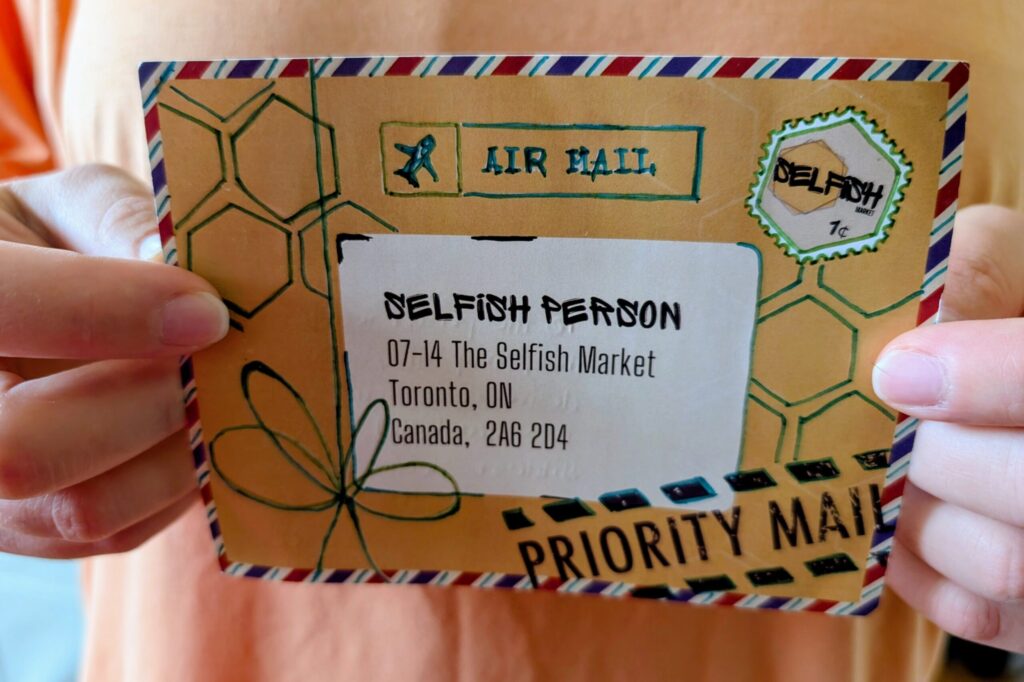 AIR MAIL
SELFiSH
MARKET
1¢
SELFiSH PERSON
07-14 The Selfish Market
Toronto, ON
Canada, 2A6 2D4
PRIORITY MAIL